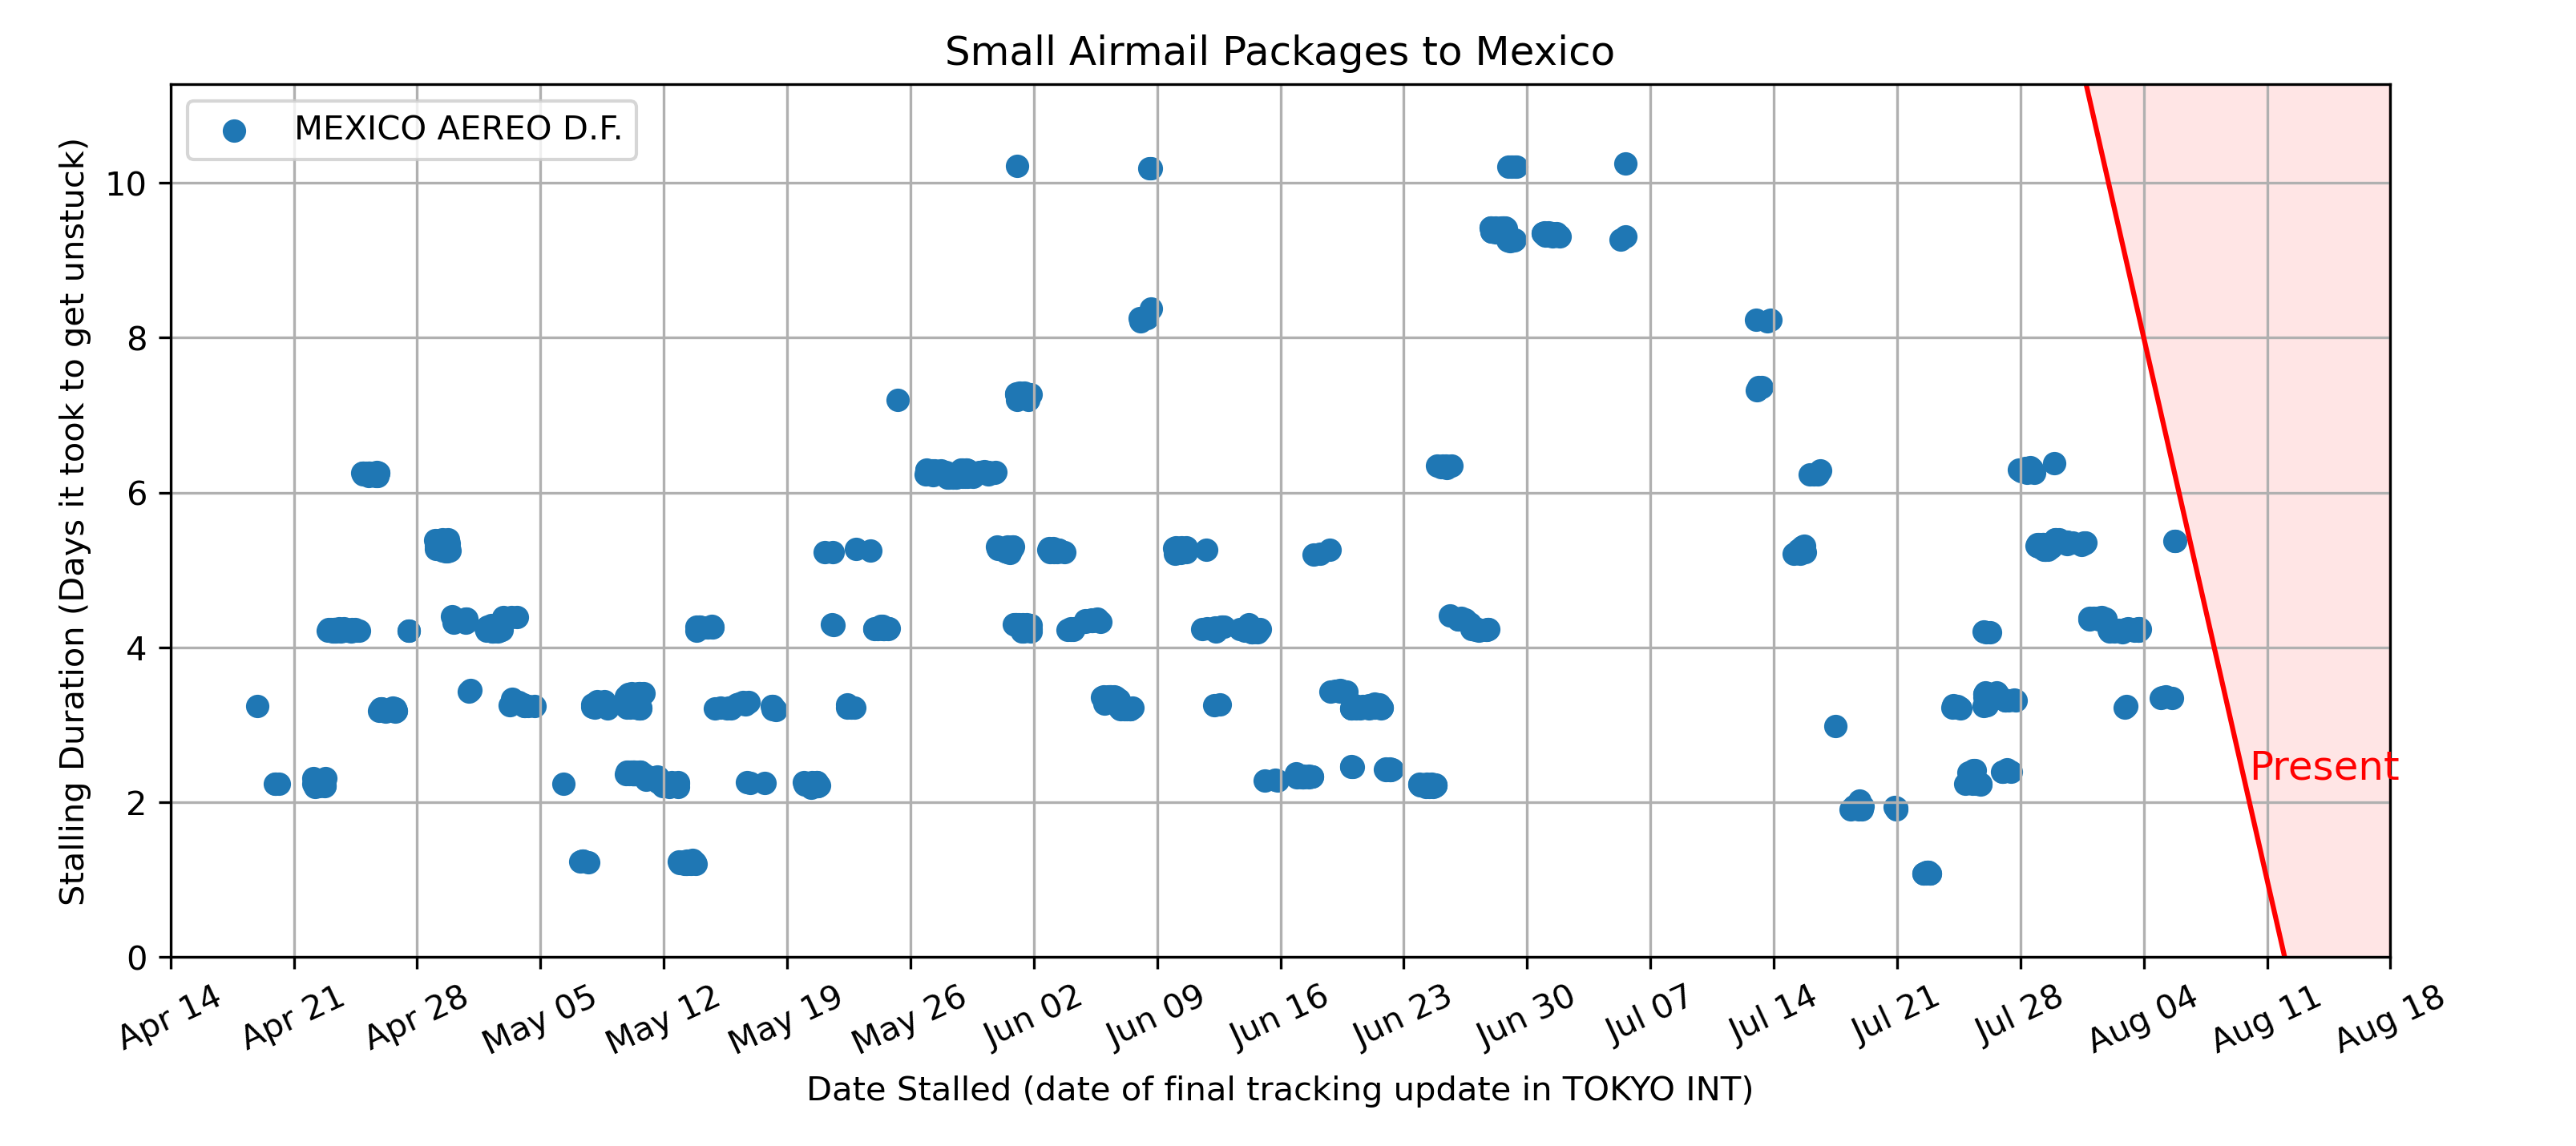 Small Airmail Packages to Mexico
MEXICO AEREO D.F.
Stalling Duration (Days it took to get unstuck)
10
8
6
4
2
0
Present
Apr 14 Apr 21 Apr 28 May 05 May 12 May 19 May 26 Jun 02 Jun 09 Jun 16 Jun 23 Jun 30 Jul 07 Jul 14 Jul 21 Jul 28 Aug 04 Aug 11 Aug 18
Date Stalled (date of final tracking update in TOKYO INT)